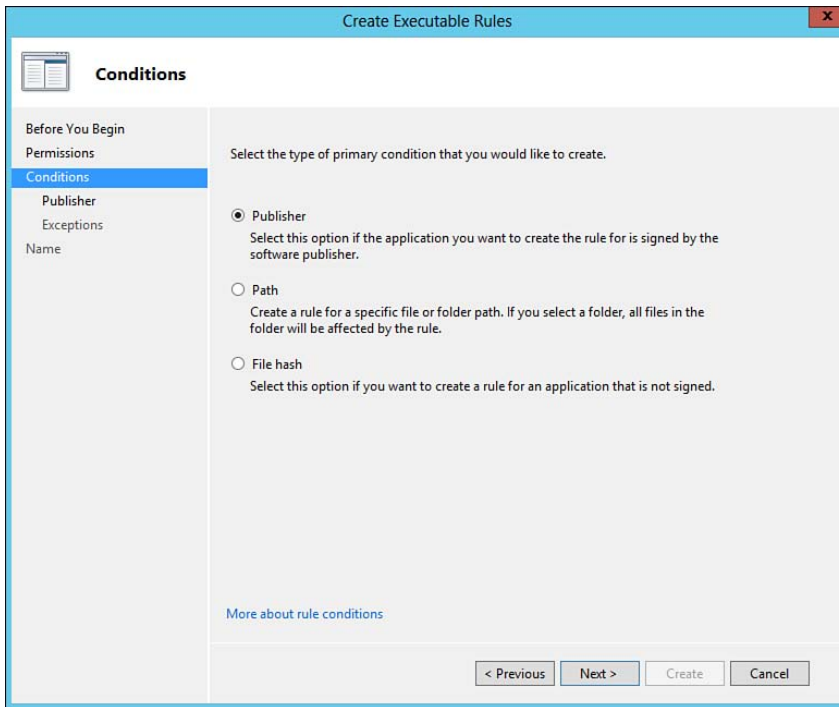 Create Executable Rules
x
Conditions
Before You Begin
Permissions
Conditions
Publisher
Exceptions
Name
Select the type of primary condition that you would like to create.
Publisher
Select this option if the application you want to create the rule for is signed by the
software publisher.
Path
Create a rule for a specific file or folder path. If you select a folder, all files in the
folder will be affected by the rule.
File hash
Select this option if you want to create a rule for an application that is not signed.
More about rule conditions
< Previous
Next >
Create
Cancel